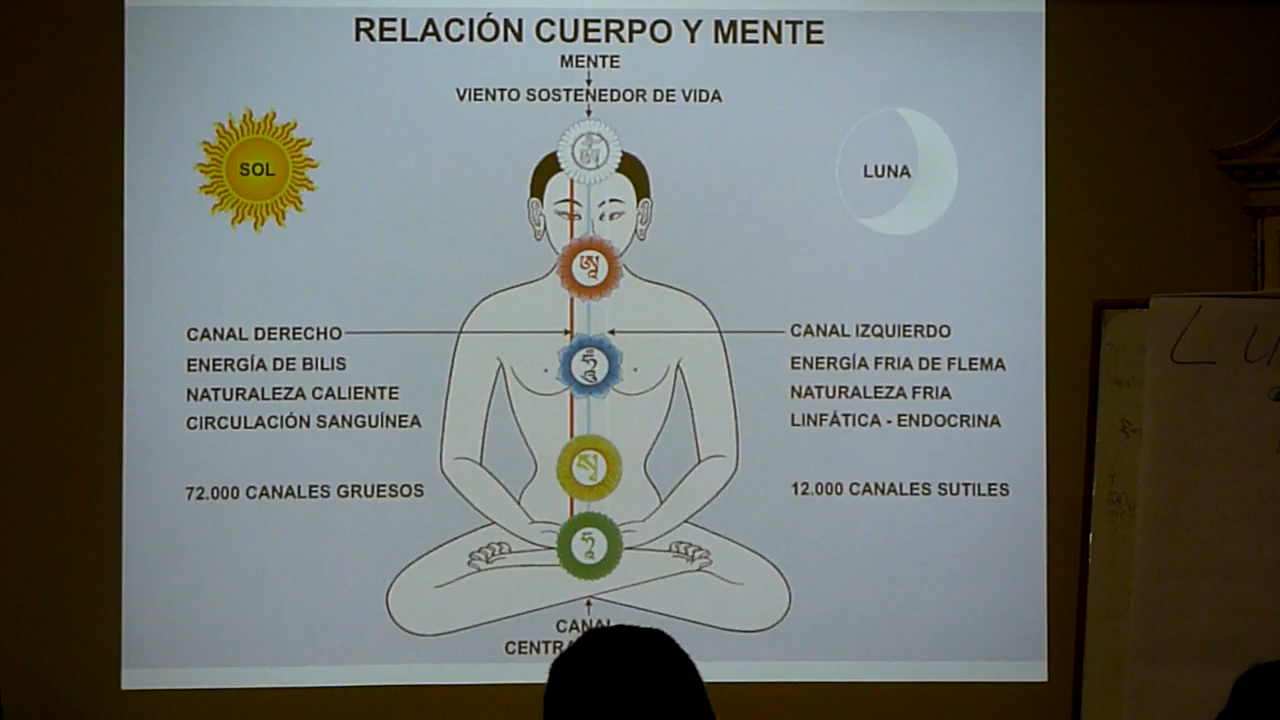 RELACIÓN CUERPO Y MENTE
MENTE
VIENTO SOSTENEDOR DE VIDA
SOL
LUNA
CANAL DERECHO
ENERGÍA DE BILIS
NATURALEZA CALIENTE
CIRCULACIÓN SANGUÍNEA
72.000 CANALES GRUESOS
CANAL IZQUIERDO
ENERGÍA FRIA DE FLEMA
NATURALEZA FRIA
LINFÁTICA - ENDOCRINA
12.000 CANALES SUTILES
CANAL
CENTRA